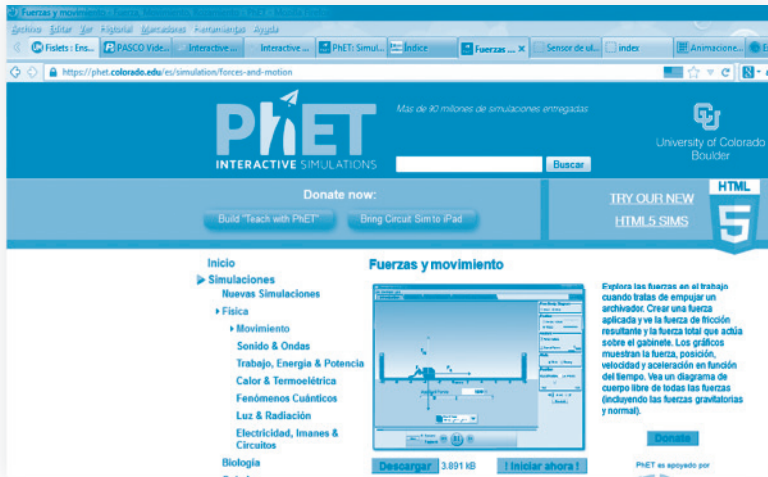 Fuerzas y movimiento
Archivo Editar Ver Historial Marcadores Herramientas Ayuda
Fislets : Ens... PASCO Vide... Interactive ... Interactive ... PhET: Simul... Índice Fuerzas ... × Sensor de ul... index Animacione...
https://phet.colorado.edu/es/simulation/forces-and-motion
PhET
INTERACTIVE SIMULATIONS
Mas de 90 millones de simulaciones entregadas
Buscar
University of Colorado
Boulder
Donate now:
Build "Teach with PhET" Bring Circuit Sim to iPad
TRY OUR NEW
HTML5 SIMS
HTML
5
Inicio
Simulaciones
Nuevas Simulaciones
Física
Movimiento
Sonido & Ondas
Trabajo, Energia & Potencia
Calor & Termoelétrica
Fenómenos Cuánticos
Luz & Radiación
Electricidad, Imanes &
Circuitos
Biología
Fuerzas y movimiento
Descargar 3.891 kB ! Iniciar ahora !
Explora las fuerzas en el trabajo
cuando tratas de empujar un
archivador. Crear una fuerza
aplicada y ve la fuerza de fricción
resultante y la fuerza total que actúa
sobre el gabinete. Los gráficos
muestran la fuerza, posición,
velocidad y aceleración en función
del tiempo. Vea un diagrama de
cuerpo libre de todas las fuerzas
(incluyendo las fuerzas gravitatorias
y normal).
Donate
PhET es apoyado por